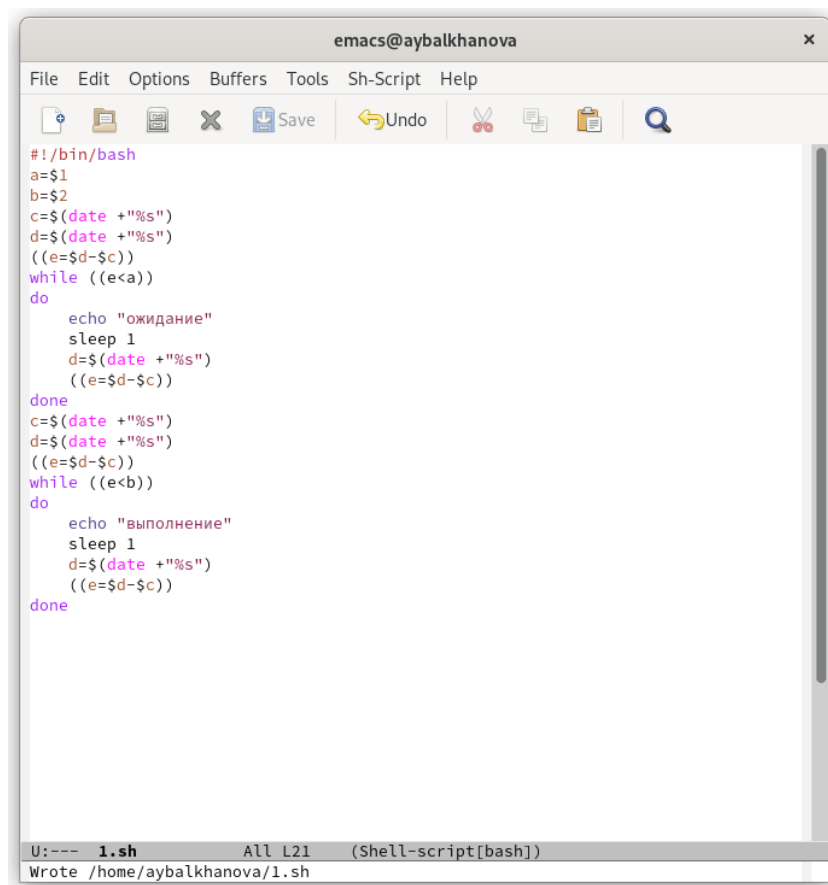 emacs@aybalkhanova ×
File Edit Options Buffers Tools Sh-Script Help
Save Undo
#!/bin/bash
a=$1
b=$2
c=$(date +"%s")
d=$(date +"%s")
((e=$d-$c))
while ((e<a))
do
    echo "ожидание"
    sleep 1
    d=$(date +"%s")
    ((e=$d-$c))
done
c=$(date +"%s")
d=$(date +"%s")
((e=$d-$c))
while ((e<b))
do
    echo "выполнение"
    sleep 1
    d=$(date +"%s")
    ((e=$d-$c))
done
U:--- 1.sh All L21 (Shell-script[bash])
Wrote /home/aybalkhanova/1.sh